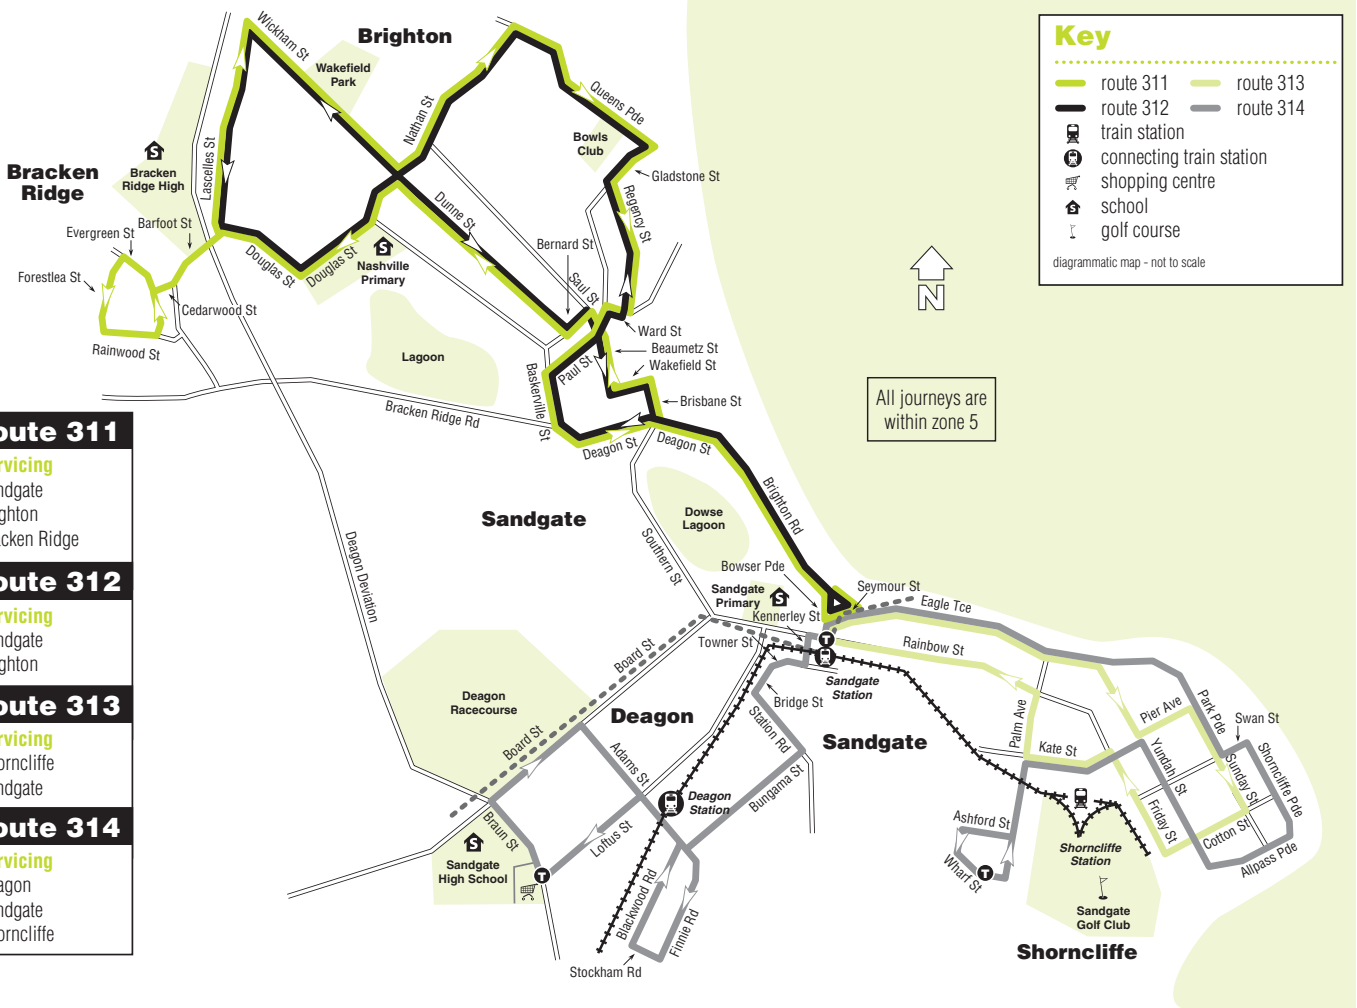 Key
route 311
route 313
route 312
route 314
train station
connecting train station
shopping centre
school
golf course
diagrammatic map - not to scale
N
All journeys are
within zone 5
Brighton
Wickham St
Wakefield
Park
Nathan St
Queens Pde
Bowls
Club
Gladstone St
Regency St
Lascelles St
Bracken
Ridge
Bracken
Ridge High
Barfoot St
Evergreen St
Forestlea St
Cedarwood St
Rainwood St
Douglas St
Douglas St
Nashville
Primary
Dunne St
Bernard St
Saul St
Ward St
Beaumetz St
Wakefield St
Paul St
Brisbane St
Lagoon
Baskerville St
Bracken Ridge Rd
Deagon St
Deagon St
Brighton Rd
Dowse
Lagoon
Sandgate
Southern St
Deagon Deviation
Bowser Pde
Seymour St
Eagle Tce
Sandgate
Primary
Kennerley St
Towner St
T
Rainbow St
Sandgate
Station
Bridge St
Station Rd
Board St
Board St
Deagon
Racecourse
Deagon
Adams St
Sandgate
Bungama St
Deagon
Station
Loftus St
Braun St
Sandgate
High School
T
Blackwood Rd
Finnie Rd
Stockham Rd
Palm Ave
Kate St
Pier Ave
Park Pde
Swan St
Shorncliffe Pde
Yundah St
Sunday St
Friday St
Cotton St
Allpass Pde
Ashford St
Wharf St
T
Shorncliffe
Station
Sandgate
Golf Club
Shorncliffe
oute 311
rvicing
ndgate
ghton
acken Ridge
oute 312
rvicing
ndgate
ghton
oute 313
rvicing
orncliffe
ndgate
oute 314
rvicing
agon
ndgate
orncliffe